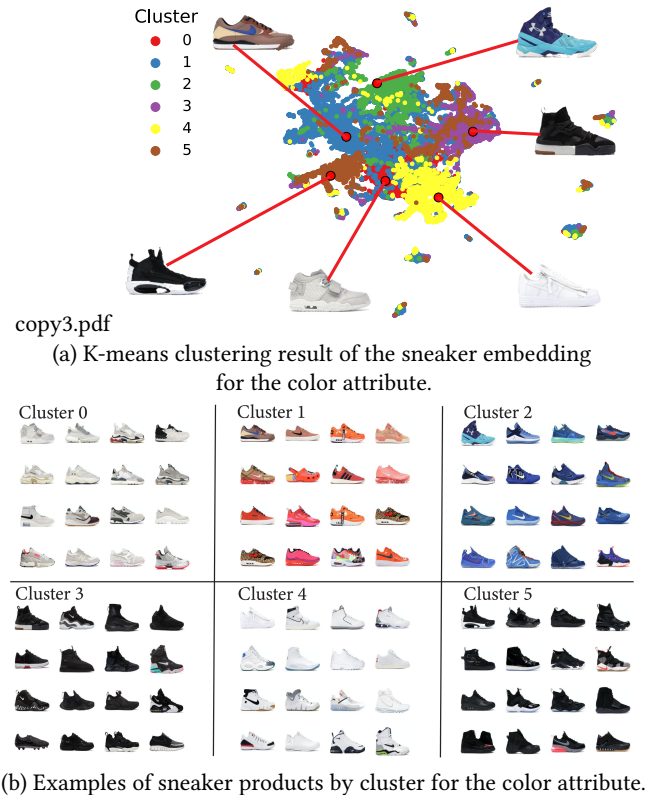 Cluster
0
1
2
3
4
5
copy3.pdf
(a) K-means clustering result of the sneaker embedding
for the color attribute.
Cluster 0
Cluster 1
Cluster 2
Cluster 3
Cluster 4
Cluster 5
(b) Examples of sneaker products by cluster for the color attribute.